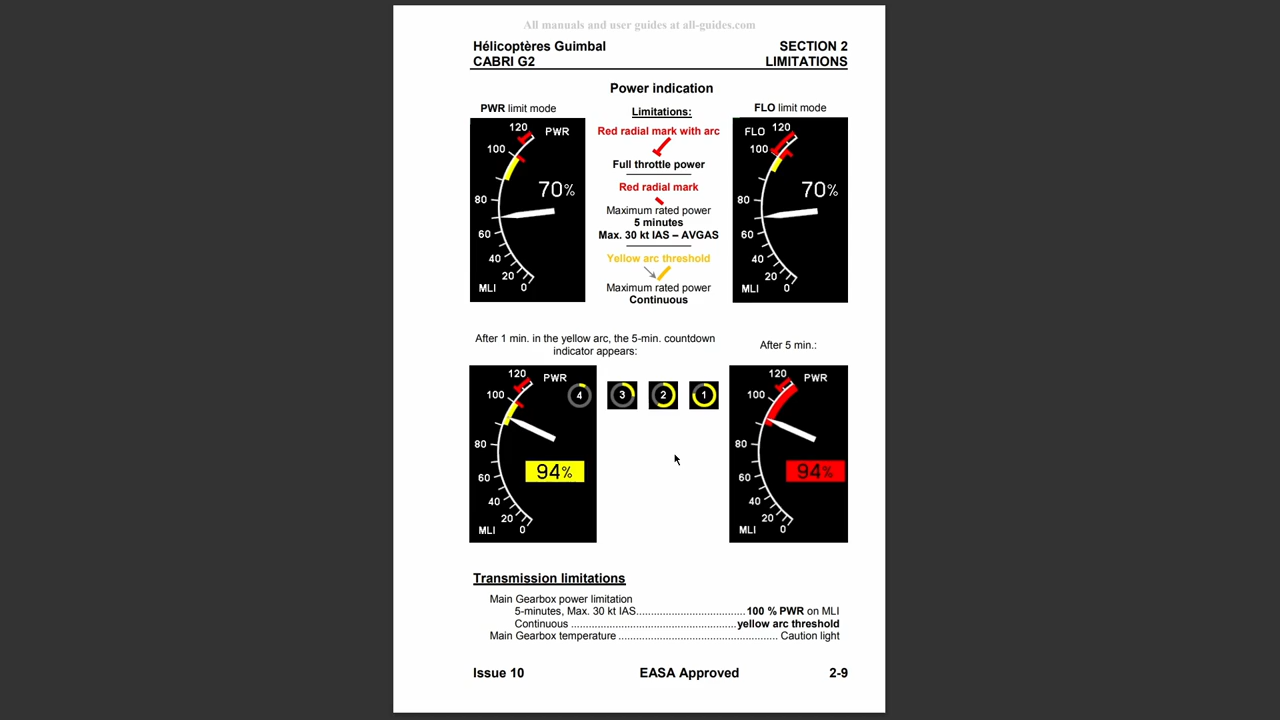 All manuals and user guides at all-guides.com
Hélicoptères Guimbal
SECTION 2
CABRI G2
LIMITATIONS
Power indication
PWR limit mode
Limitations:
FLO limit mode
120
PWR
100
70%
80
60
40
20
MLI
0
Red radial mark with arc
Full throttle power
Red radial mark
Maximum rated power
5 minutes
Max. 30 kt IAS – AVGAS
Yellow arc threshold
Maximum rated power
Continuous
FLO
120
100
70%
80
60
40
20
MLI
0
After 1 min. in the yellow arc, the 5-min. countdown
indicator appears:
After 5 min.:
120
PWR
100
80
94%
60
40
20
MLI
0
4
3
2
1
120
PWR
100
80
94%
60
40
20
MLI
0
Transmission limitations
Main Gearbox power limitation
5-minutes, Max. 30 kt IAS....................................100 % PWR on MLI
Continuous .....................................................yellow arc threshold
Main Gearbox temperature .................................................... Caution light
Issue 10
EASA Approved
2-9